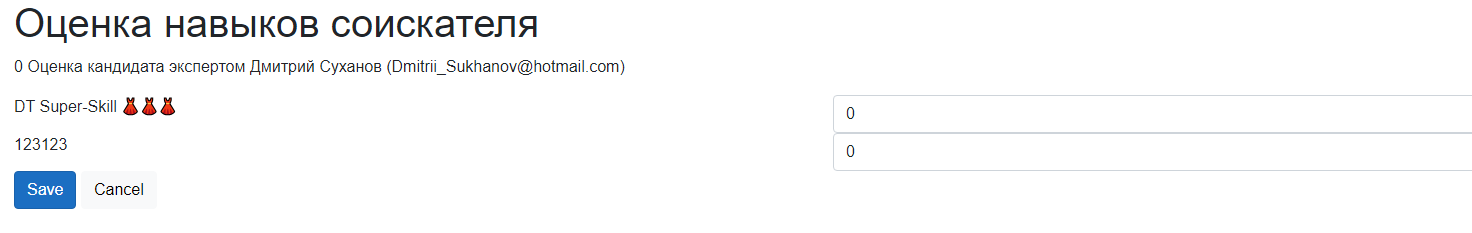 Оценка навыков соискателя
0 Оценка кандидата экспертом Дмитрий Суханов (Dmitrii_Sukhanov@hotmail.com)
DT Super-Skill 👗👗👗 0
123123 0
Save Cancel